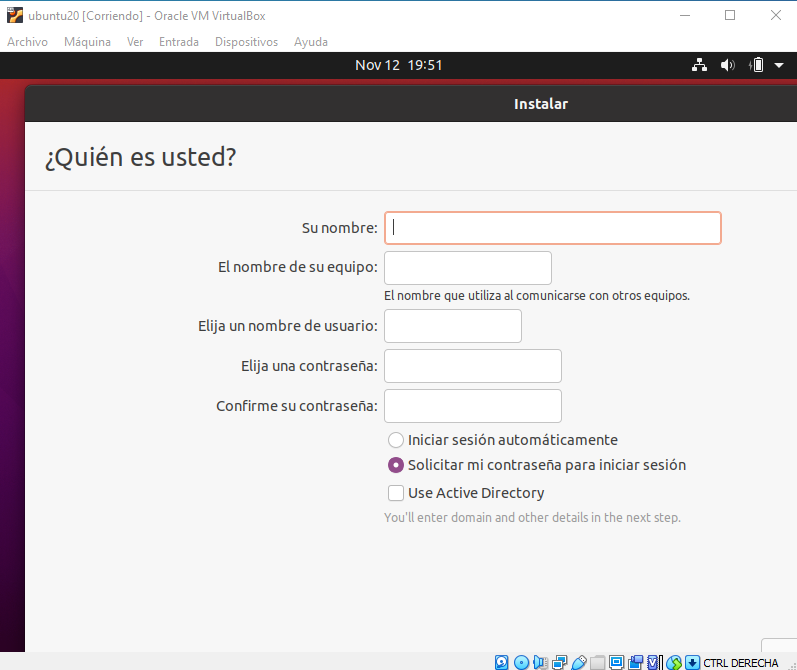 ubuntu20 [Corriendo] - Oracle VM VirtualBox
Archivo Máquina Ver Entrada Dispositivos Ayuda
Nov 12 19:51
Instalar
¿Quién es usted?
Su nombre:
El nombre de su equipo:
El nombre que utiliza al comunicarse con otros equipos.
Elija un nombre de usuario:
Elija una contraseña:
Confirme su contraseña:
Iniciar sesión automáticamente
Solicitar mi contraseña para iniciar sesión
Use Active Directory
You'll enter domain and other details in the next step.
CTRL DERECHA